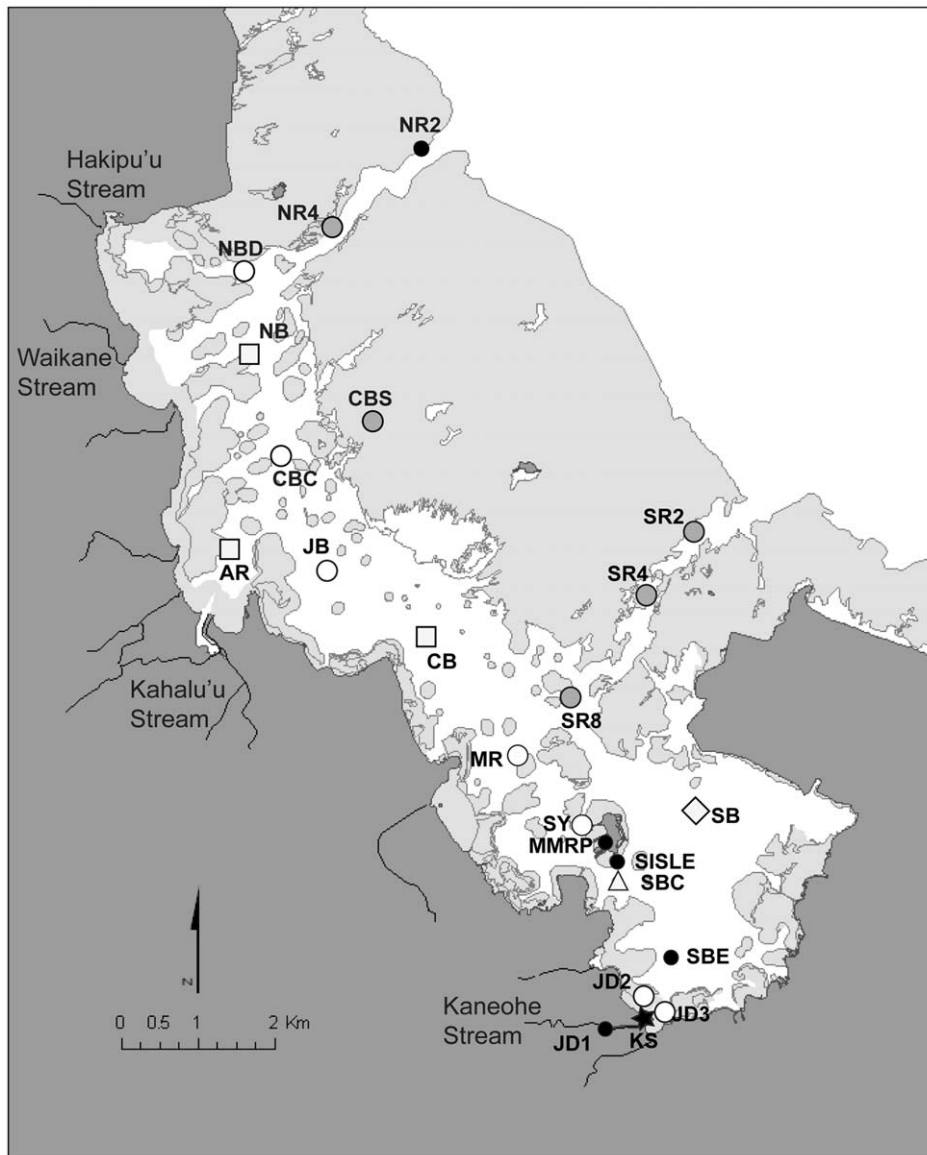 NR2
Hakipu'u
Stream
NR4
NBD
NB
Waikane
Stream
CBS
CBC
SR2
JB
AR
SR4
CB
Kahalu'u
Stream
SR8
MR
SB
SY
MMRP
SISLE
SBC
SBE
N
JD2
Kaneohe
Stream
JD3
0 0.5 1 2 Km
JD1
KS